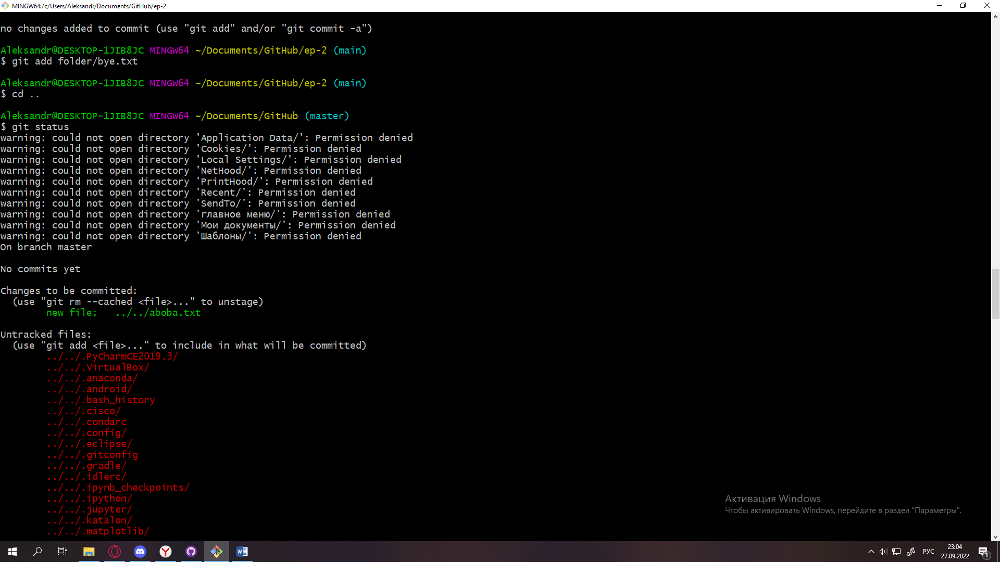 MINGW64:/c/Users/Aleksandr/Documents/GitHub/ep-2
no changes added to commit (use "git add" and/or "git commit -a")
Aleksandr@DESKTOP-1JIB8JC MINGW64 ~/Documents/GitHub/ep-2 (main)
$ git add folder/bye.txt
Aleksandr@DESKTOP-1JIB8JC MINGW64 ~/Documents/GitHub/ep-2 (main)
$ cd ..
Aleksandr@DESKTOP-1JIB8JC MINGW64 ~/Documents/GitHub (master)
$ git status
warning: could not open directory 'Application Data/': Permission denied
warning: could not open directory 'Cookies/': Permission denied
warning: could not open directory 'Local Settings/': Permission denied
warning: could not open directory 'NetHood/': Permission denied
warning: could not open directory 'PrintHood/': Permission denied
warning: could not open directory 'Recent/': Permission denied
warning: could not open directory 'SendTo/': Permission denied
warning: could not open directory 'главное меню/': Permission denied
warning: could not open directory 'Мои документы/': Permission denied
warning: could not open directory 'Шаблоны/': Permission denied
On branch master
No commits yet
Changes to be committed:
(use "git rm --cached <file>..." to unstage)
new file: ../../aboba.txt
Untracked files:
(use "git add <file>..." to include in what will be committed)
../../.PyCharmCE2019.3/
../../.VirtualBox/
../../.anaconda/
../../.android/
../../.bash_history
../../.cisco/
../../.condarc
../../.config/
../../.eclipse/
../../.gitconfig
../../.gradle/
../../.idlerc/
../../.ipynb_checkpoints/
../../.ipython/
../../.jupyter/
../../.katalon/
../../.matplotlib/
Активация Windows
Чтобы активировать Windows, перейдите в раздел "Параметры".
РУС
23:04
27.09.2022
1